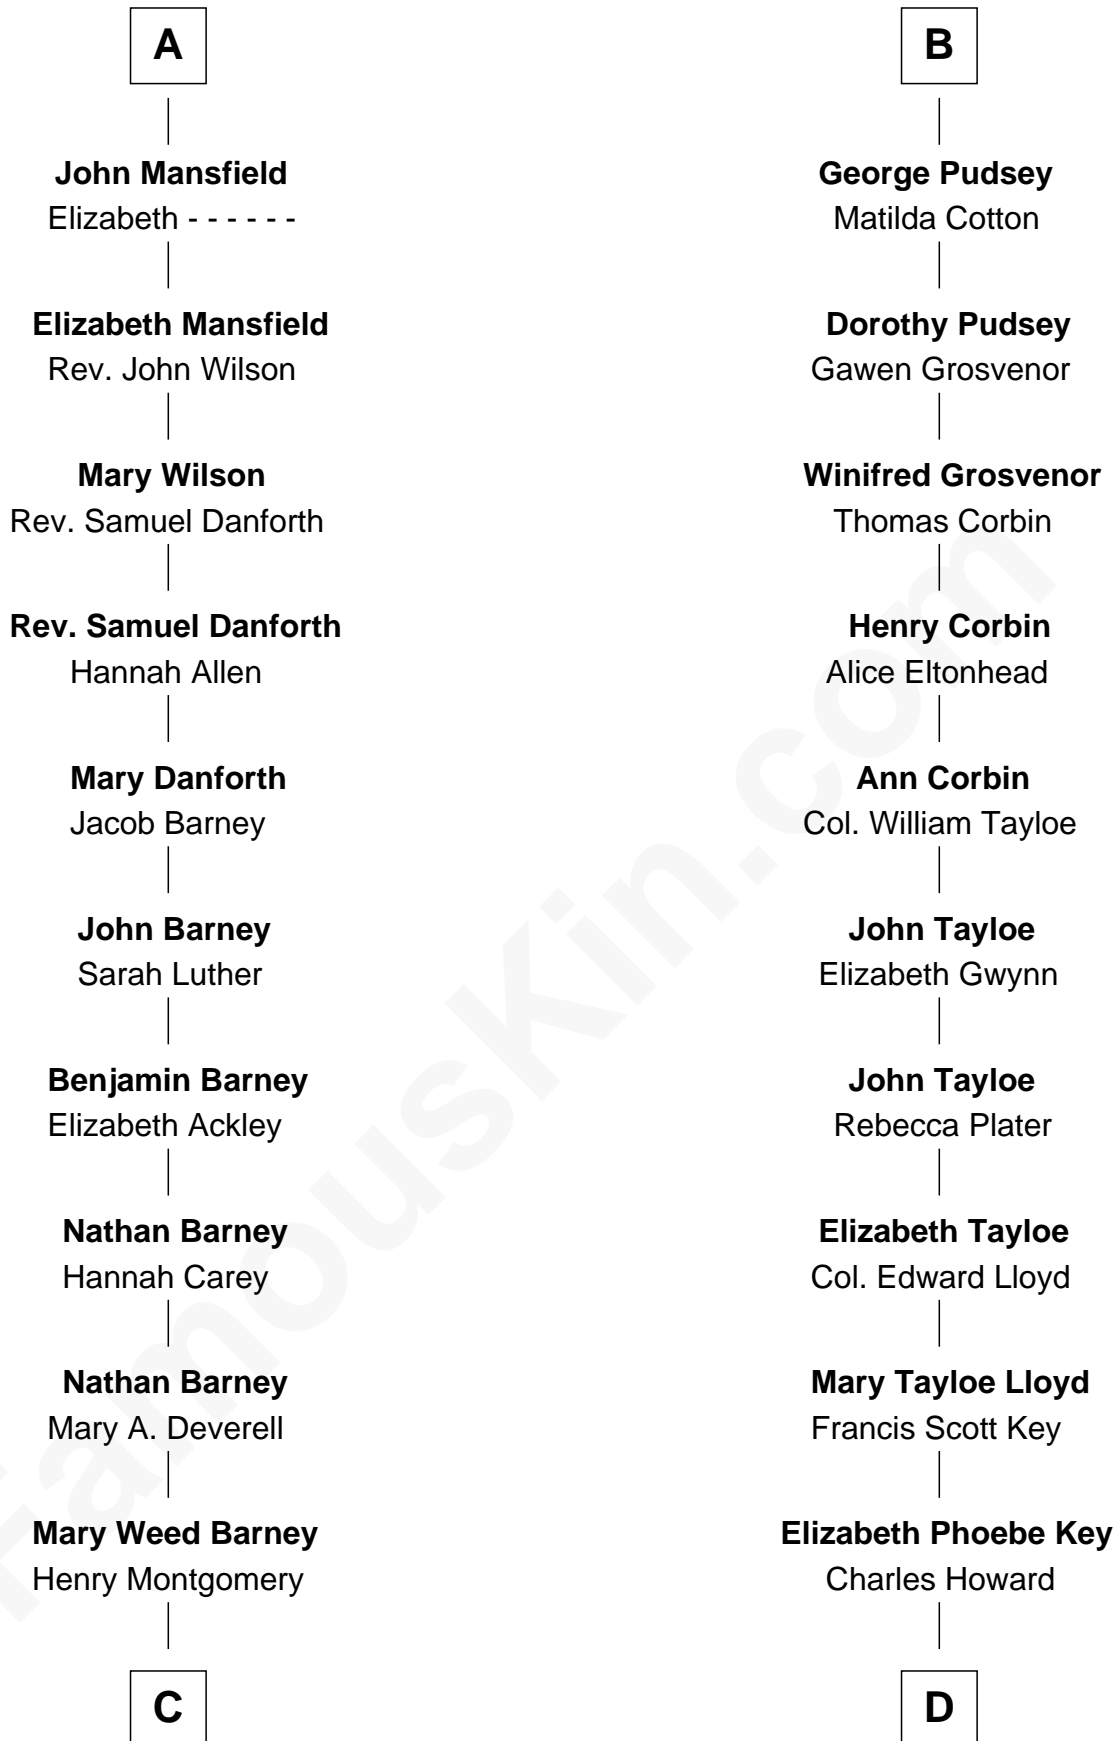 A
John Mansfield
Elizabeth - - - - - -
Elizabeth Mansfield
Rev. John Wilson
Mary Wilson
Rev. Samuel Danforth
Rev. Samuel Danforth
Hannah Allen
Mary Danforth
Jacob Barney
John Barney
Sarah Luther
Benjamin Barney
Elizabeth Ackley
Nathan Barney
Hannah Carey
Nathan Barney
Mary A. Deverell
Mary Weed Barney
Henry Montgomery
C
B
George Pudsey
Matilda Cotton
Dorothy Pudsey
Gawen Grosvenor
Winifred Grosvenor
Thomas Corbin
Henry Corbin
Alice Eltonhead
Ann Corbin
Col. William Tayloe
John Tayloe
Elizabeth Gwynn
John Tayloe
Rebecca Plater
Elizabeth Tayloe
Col. Edward Lloyd
Mary Tayloe Lloyd
Francis Scott Key
Elizabeth Phoebe Key
Charles Howard
D
FamousKin.com